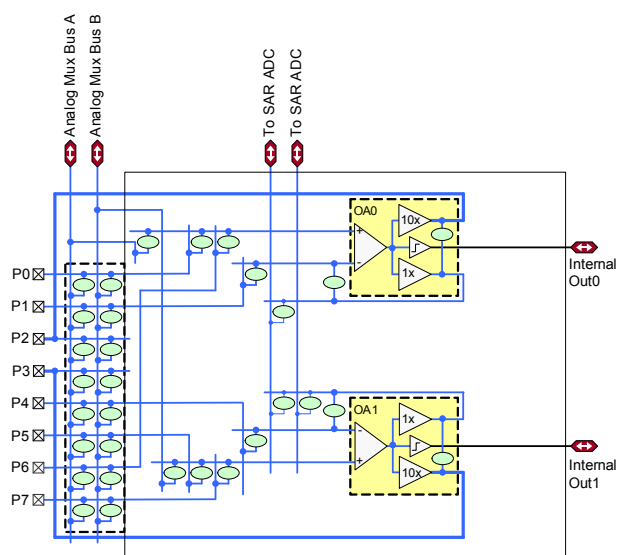 Analog Mux Bus A
Analog Mux Bus B
To SAR ADC
To SAR ADC
OA0
+
10x
-
1x
Internal
Out0
P0
P1
P2
P3
P4
P5
P6
P7
OA1
1x
-
+
10x
Internal
Out1